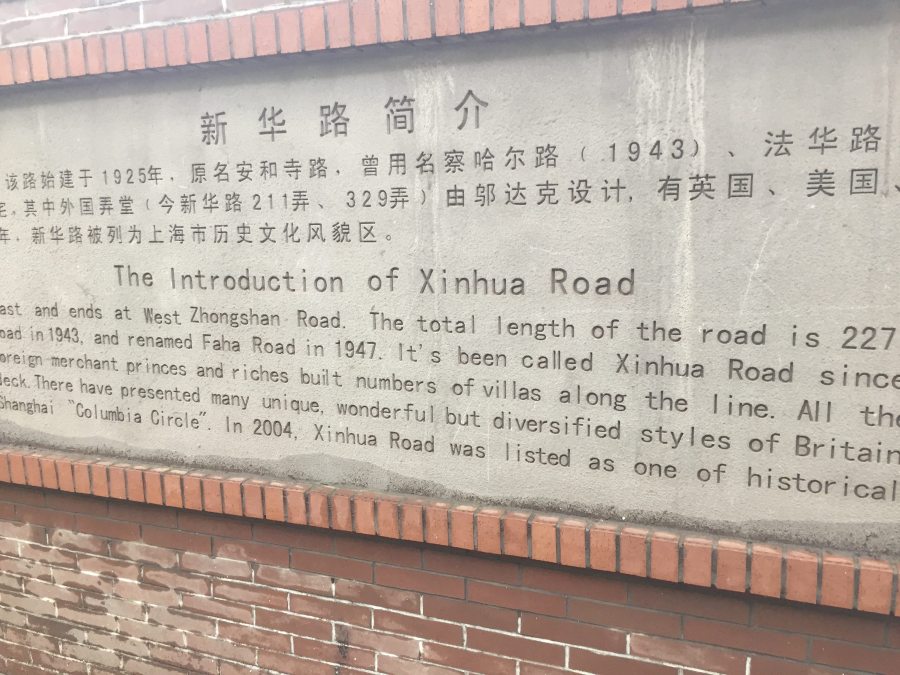 新华路简介
该路始建于1925年，原名安和寺路，曾用名察哈尔路（1943）、法华路
宅，其中外国弄堂（今新华路211弄、329弄）由邬达克设计，有英国、美国、
年，新华路被列为上海市历史文化风貌区。
The Introduction of Xinhua Road
ast and ends at West Zhongshan Road. The total length of the road is 227
oad in 1943, and renamed Faha Road in 1947. It's been called Xinhua Road since
oreign merchant princes and riches built numbers of villas along the line. All the
deck. There have presented many unique, wonderful but diversified styles of Britain
Shanghai "Columbia Circle". In 2004, Xinhua Road was listed as one of historical